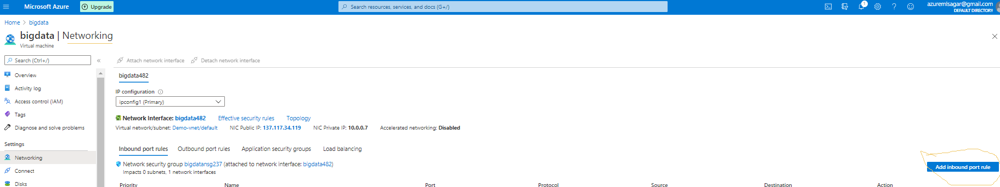 Microsoft Azure
Upgrade
Search resources, services, and docs (G+/)
1
azuremlsagar@gmail.com
DEFAULT DIRECTORY
Home > bigdata
bigdata | Networking
Virtual machine
Search (Ctrl+/)
«
Overview
Activity log
Access control (IAM)
Tags
Diagnose and solve problems
Settings
Networking
Connect
Disks
Attach network interface
Detach network interface
bigdata482
IP configuration
ipconfig1 (Primary)
Network Interface: bigdata482 Effective security rules Topology
Virtual network/subnet: Demo-vnet/default NIC Public IP: 137.117.34.119 NIC Private IP: 10.0.0.7 Accelerated networking: Disabled
Inbound port rules Outbound port rules Application security groups Load balancing
Network security group bigdatansg237 (attached to network interface: bigdata482)
Impacts 0 subnets, 1 network interfaces
Add inbound port rule
Priority Name Port Protocol Source Destination Action